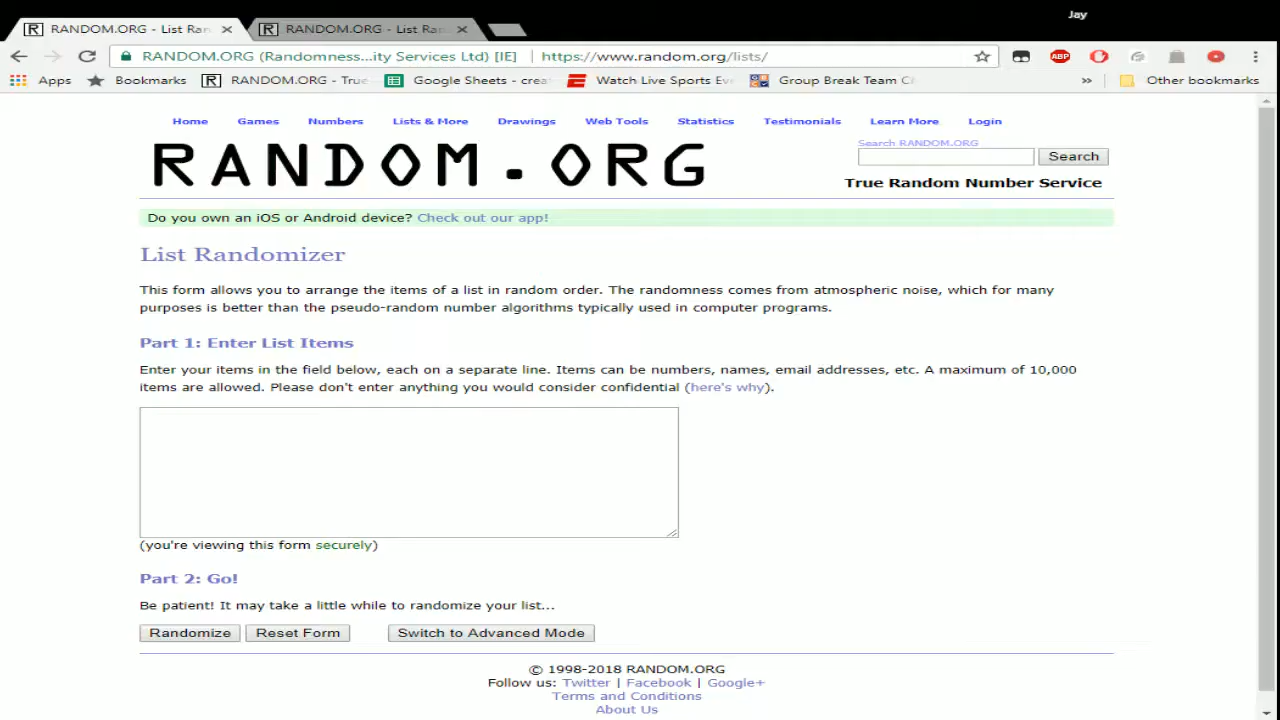 Jay
RANDOM.ORG - List Ran
RANDOM.ORG - List Ran
RANDOM.ORG (Randomness...ity Services Ltd) [IE] | https://www.random.org/lists/
ABP
Apps Bookmarks RANDOM.ORG - True Google Sheets - crea Watch Live Sports Ev Group Break Team C » Other bookmarks
Home Games Numbers Lists & More Drawings Web Tools Statistics Testimonials Learn More Login
RANDOM.ORG
Search RANDOM.ORG
Search
True Random Number Service
Do you own an iOS or Android device? Check out our app!
List Randomizer
This form allows you to arrange the items of a list in random order. The randomness comes from atmospheric noise, which for many
purposes is better than the pseudo-random number algorithms typically used in computer programs.
Part 1: Enter List Items
Enter your items in the field below, each on a separate line. Items can be numbers, names, email addresses, etc. A maximum of 10,000
items are allowed. Please don't enter anything you would consider confidential (here's why).
(you're viewing this form securely)
Part 2: Go!
Be patient! It may take a little while to randomize your list...
Randomize Reset Form Switch to Advanced Mode
© 1998-2018 RANDOM.ORG
Follow us: Twitter | Facebook | Google+
Terms and Conditions
About Us